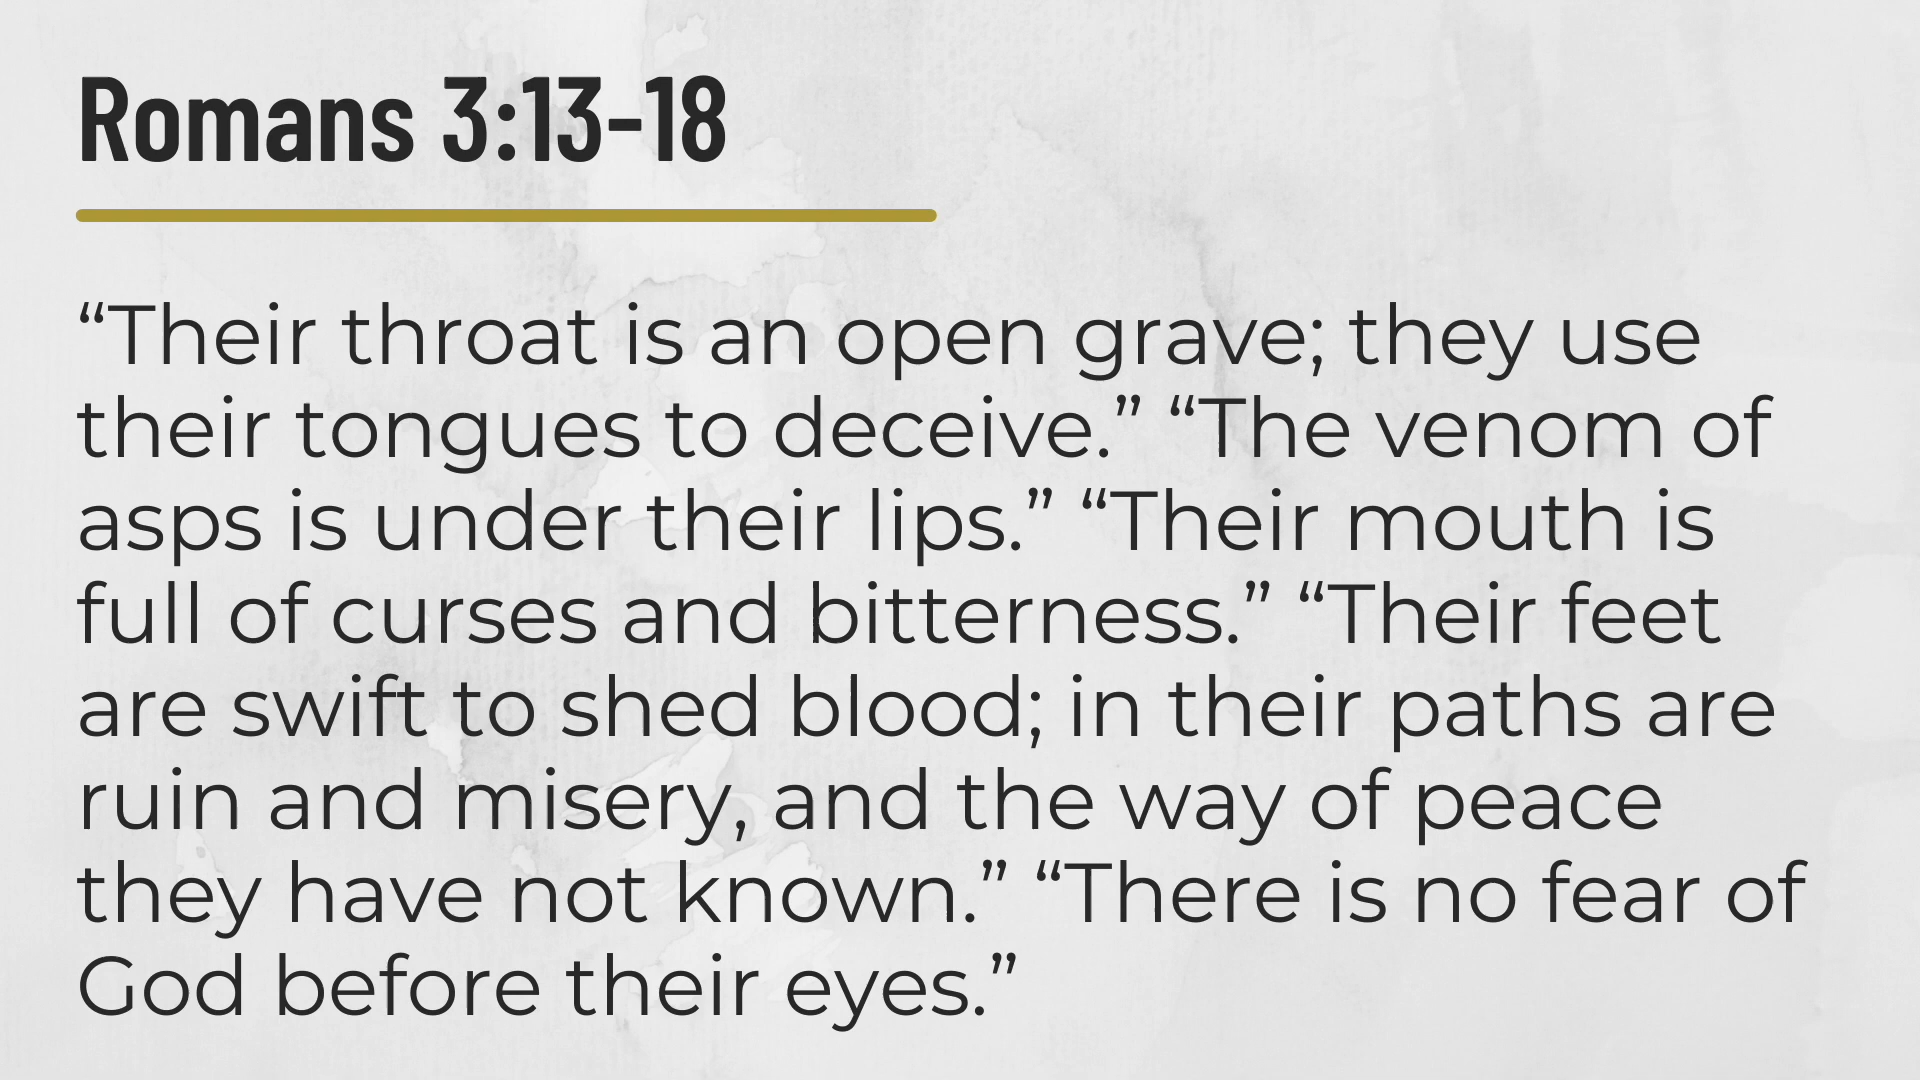 Romans 3:13-18
“Their throat is an open grave; they use
their tongues to deceive.” “The venom of
asps is under their lips.” “Their mouth is
full of curses and bitterness.” “Their feet
are swift to shed blood; in their paths are
ruin and misery, and the way of peace
they have not known.” “There is no fear of
God before their eyes.”